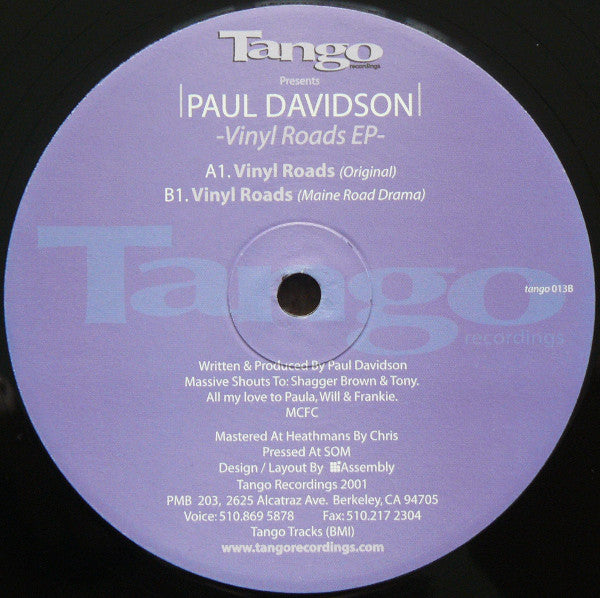 Tango
recordings
Presents
PAUL DAVIDSON
-Vinyl Roads EP-
A1. Vinyl Roads (Original)
B1. Vinyl Roads (Maine Road Drama)
Tango
recordings
tango 013B
Written & Produced By Paul Davidson
Massive Shouts To: Shagger Brown & Tony.
All my love to Paula, Will & Frankie.
MCFC
Mastered At Heathmans By Chris
Pressed At SOM
Design / Layout By Assembly
Tango Recordings 2001
PMB 203, 2625 Alcatraz Ave. Berkeley, CA 94705
Voice: 510.869 5878 Fax: 510.217 2304
Tango Tracks (BMI)
www.tangorecordings.com